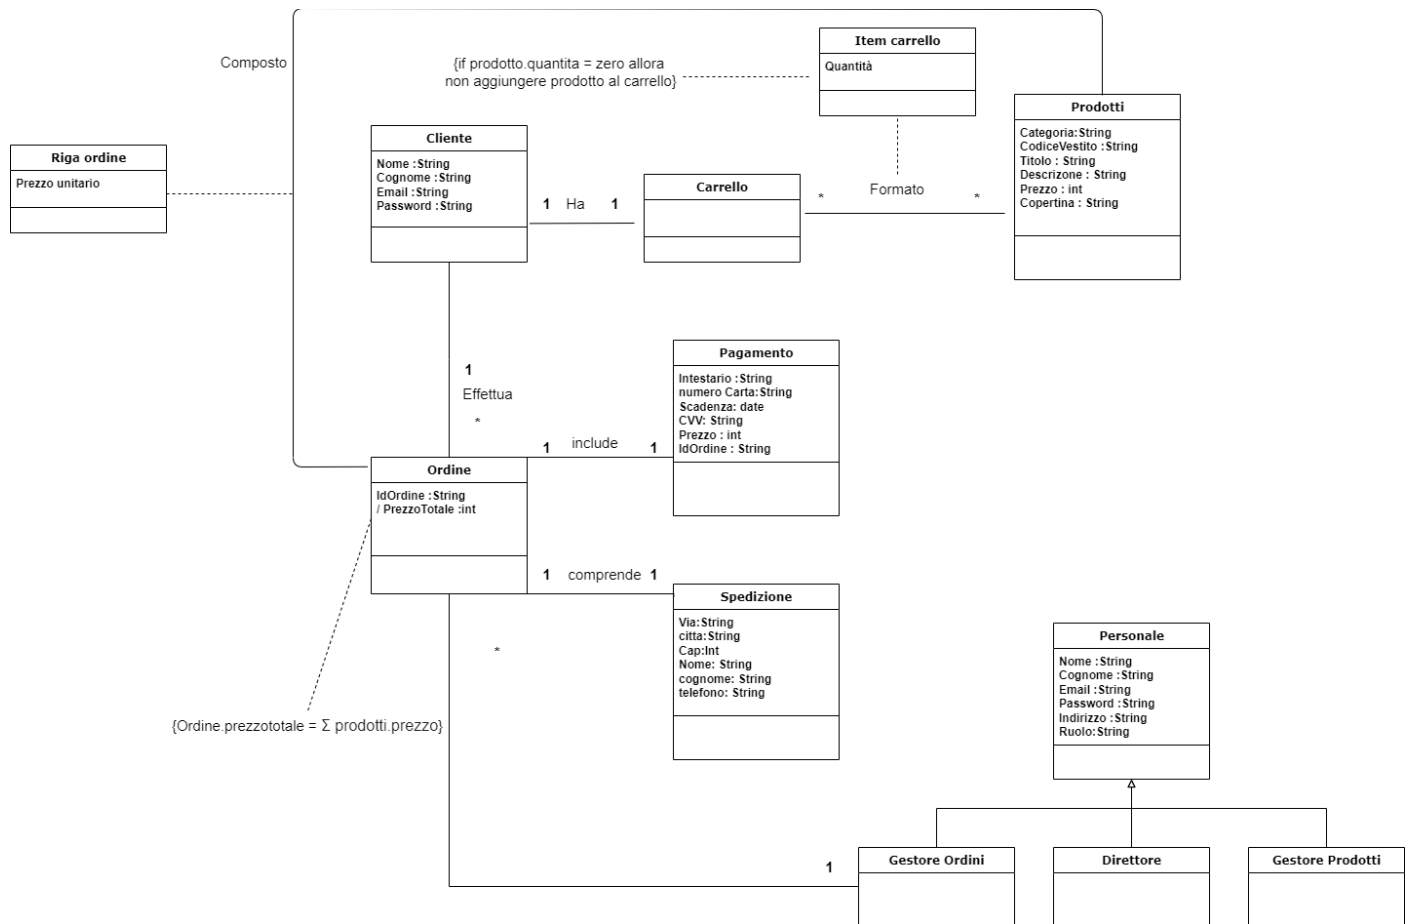 Composto
Item carrello
Quantità
{if prodotto.quantita = zero allora
non aggiungere prodotto al carrello}
Prodotti
Categoria:String
CodiceVestito :String
Titolo : String
Descrizone : String
Prezzo : int
Copertina : String
Cliente
Nome :String
Cognome :String
Email :String
Password :String
Riga ordine
Prezzo unitario
Carrello
1 Ha 1
* Formato *
Pagamento
Intestario :String
numero Carta:String
Scadenza: date
CVV: String
Prezzo : int
IdOrdine : String
1
Effettua
*
1 include 1
Ordine
IdOrdine :String
/ PrezzoTotale :int
1 comprende 1
Spedizione
Via:String
citta:String
Cap:Int
Nome: String
cognome: String
telefono: String
*
{Ordine.prezzototale = Σ prodotti.prezzo}
Personale
Nome :String
Cognome :String
Email :String
Password :String
Indirizzo :String
Ruolo:String
1
Gestore Ordini
Direttore
Gestore Prodotti